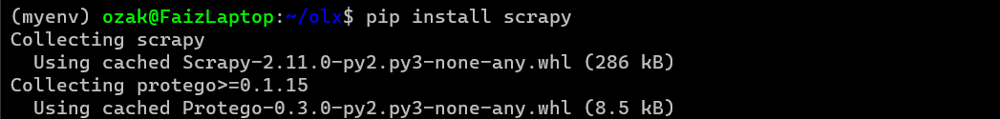 (myenv) ozak@FaizLaptop:~/olx$ pip install scrapy
Collecting scrapy
  Using cached Scrapy-2.11.0-py2.py3-none-any.whl (286 kB)
Collecting protego>=0.1.15
  Using cached Protego-0.3.0-py2.py3-none-any.whl (8.5 kB)